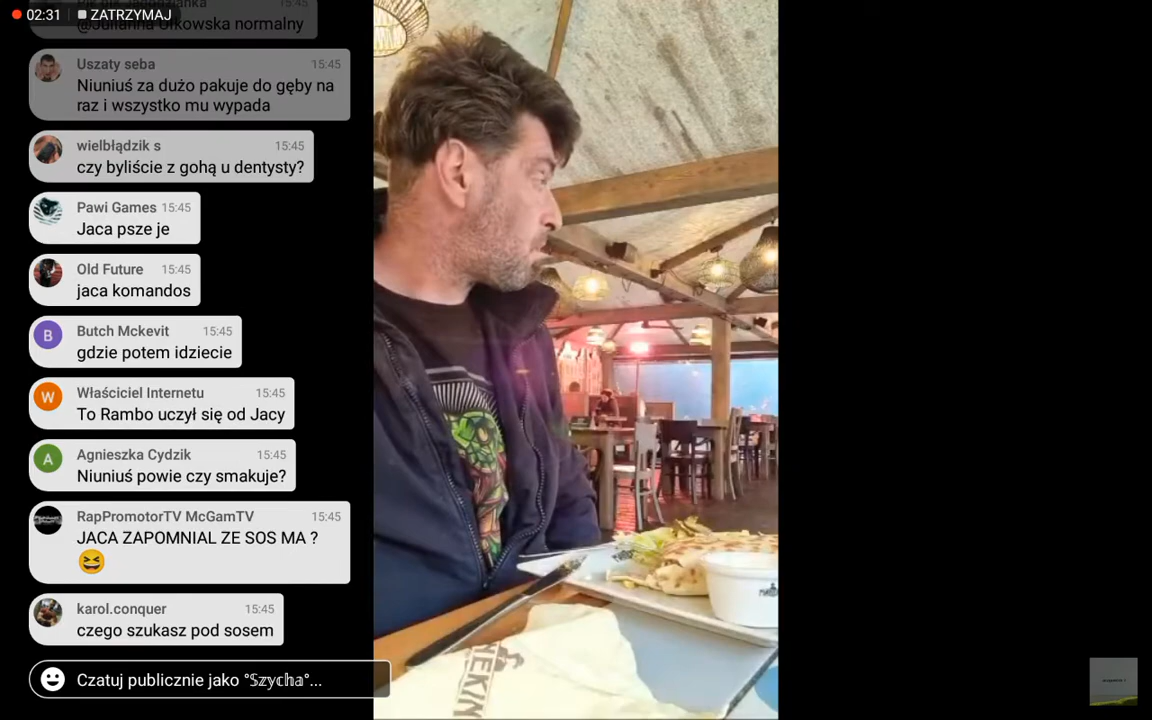 02:31 ZATRZYMAJ
15:45
normalny
Uszaty seba 15:45
Niuniuś za dużo pakuje do gęby na
raz i wszystko mu wypada
wielbłądzik s 15:45
czy byliście z gohą u dentysty?
Pawi Games 15:45
Jaca psze je
Old Future 15:45
jaca komandos
B
Butch Mckevit 15:45
gdzie potem idziecie
W
Właściciel Internetu 15:45
To Rambo uczył się od Jacy
A
Agnieszka Cydzik 15:45
Niuniuś powie czy smakuje?
RapPromotorTV McGamTV 15:45
JACA ZAPOMNIAL ZE SOS MA ?
😆
karol.conquer 15:45
czego szukasz pod sosem
Czatuj publicznie jako °𝕊𝕫𝕪𝕔𝕙𝕒°...